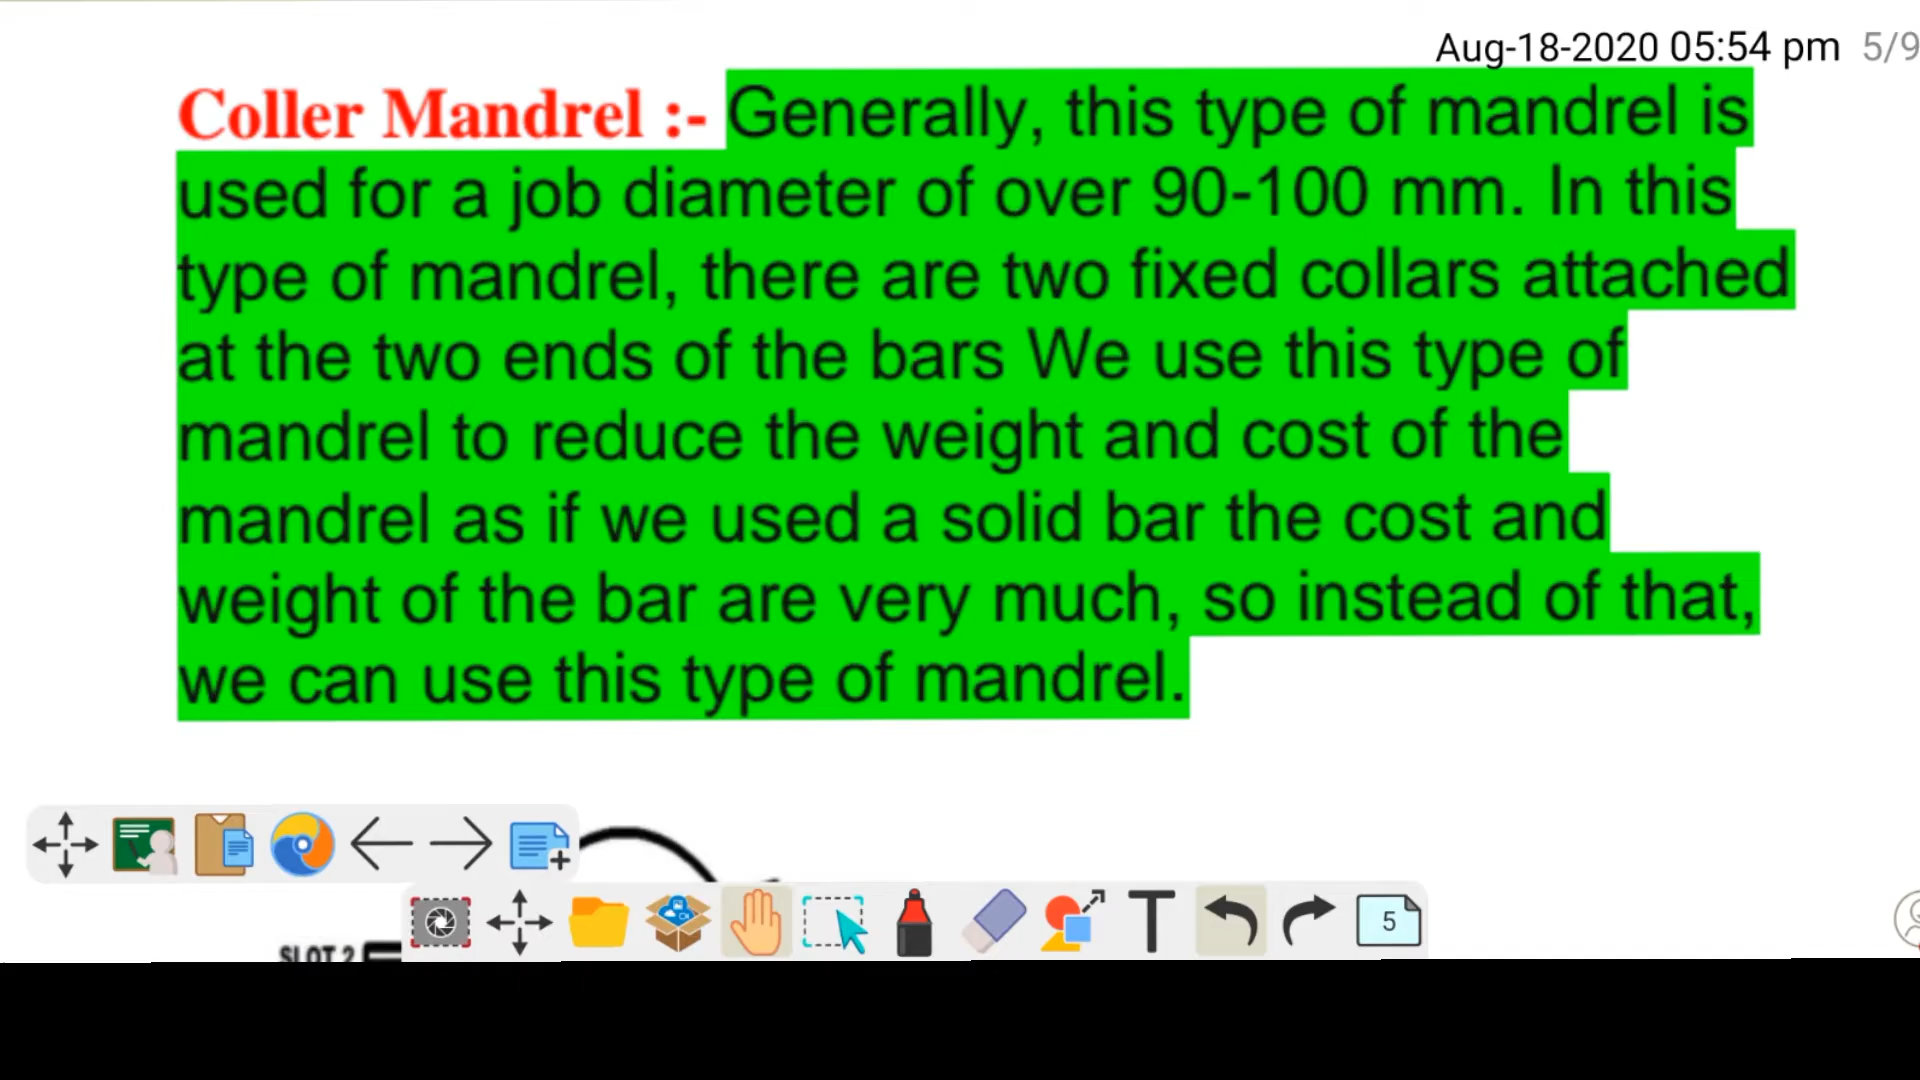 Aug-18-2020 05:54 pm 5/9
Coller Mandrel :- Generally, this type of mandrel is
used for a job diameter of over 90-100 mm. In this
type of mandrel, there are two fixed collars attached
at the two ends of the bars We use this type of
mandrel to reduce the weight and cost of the
mandrel as if we used a solid bar the cost and
weight of the bar are very much, so instead of that,
we can use this type of mandrel.
T
5
SLOT 2